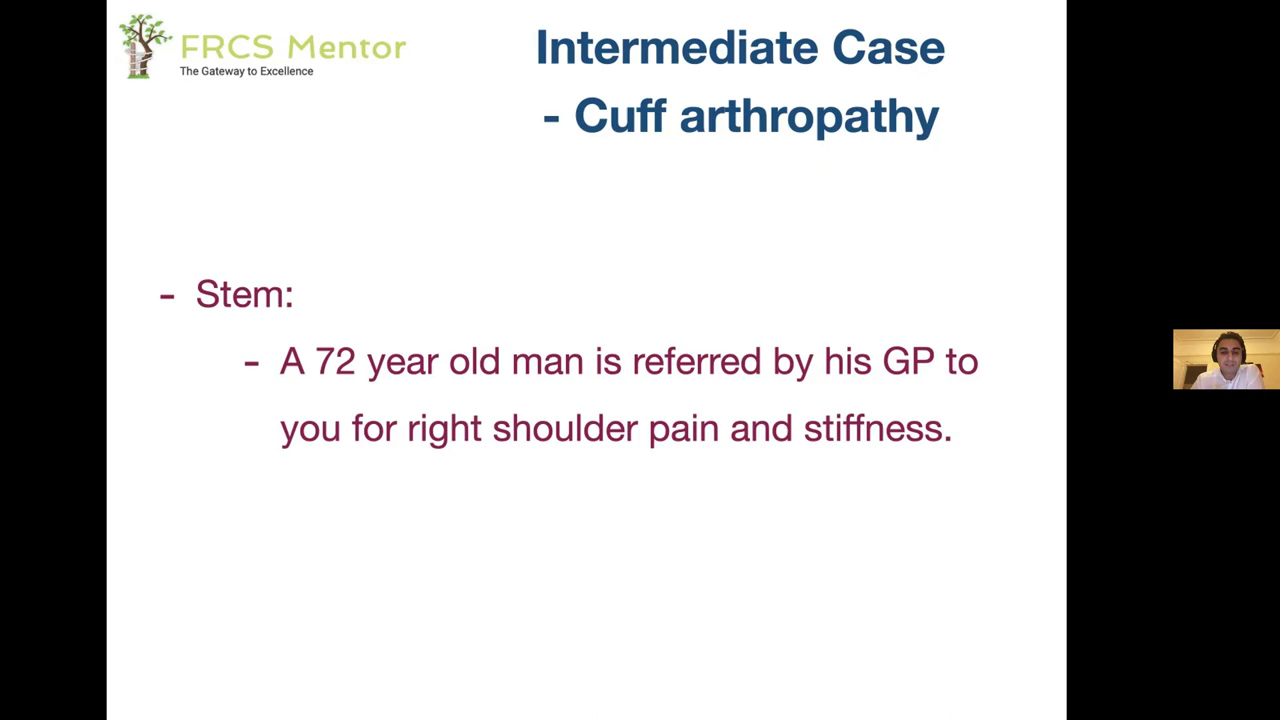 FRCS Mentor
The Gateway to Excellence
Intermediate Case
- Cuff arthropathy
- Stem:
- A 72 year old man is referred by his GP to
you for right shoulder pain and stiffness.